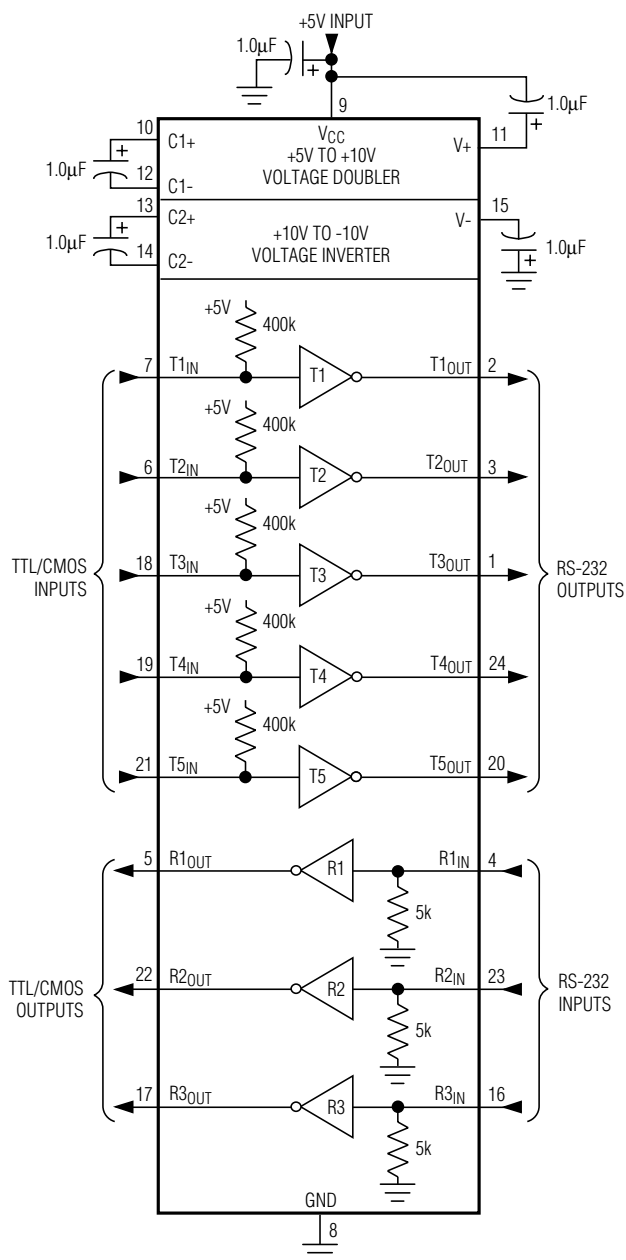 +5V INPUT
1.0µF
+
9
1.0µF
+
10 C1+
VCC
+5V TO +10V
VOLTAGE DOUBLER
V+ 11
1.0µF
+
12 C1-
13 C2+
+10V TO -10V
VOLTAGE INVERTER
V- 15
1.0µF
+
14 C2-
1.0µF
+
+5V
400k
7 T1IN
T1
T1OUT 2
+5V
400k
6 T2IN
T2
T2OUT 3
+5V
400k
TTL/CMOS
INPUTS
18 T3IN
T3
T3OUT 1
RS-232
OUTPUTS
+5V
400k
19 T4IN
T4
T4OUT 24
+5V
400k
21 T5IN
T5
T5OUT 20
5 R1OUT
R1
R1IN 4
5k
TTL/CMOS
OUTPUTS
22 R2OUT
R2
R2IN 23
RS-232
INPUTS
5k
17 R3OUT
R3
R3IN 16
5k
GND
8